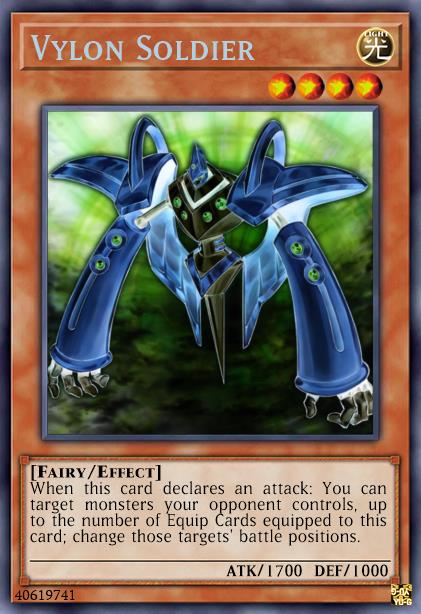 Vylon Soldier
LIGHT
光
[Fairy/Effect]
When this card declares an attack: You can
target monsters your opponent controls, up
to the number of Equip Cards equipped to this
card; change those targets' battle positions.
ATK/1700 DEF/1000
40619741